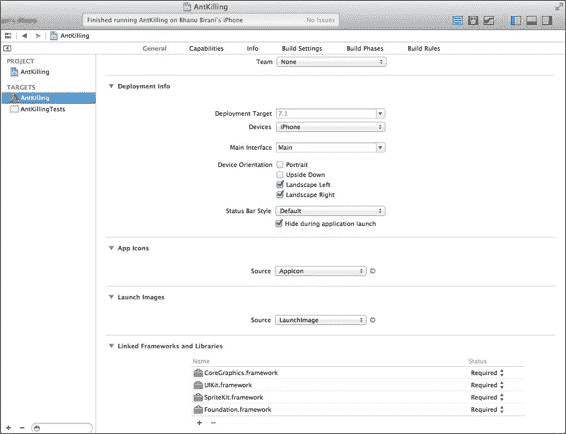 AntKilling
Finished running AntKilling on Bhanu Birani's iPhone
No Issues
AntKilling
General Capabilities Info Build Settings Build Phases Build Rules
PROJECT
AntKilling
TARGETS
AntKilling
AntKillingTests
Team None
Deployment Info
Deployment Target 7.1
Devices iPhone
Main Interface Main
Device Orientation Portrait
Upside Down
Landscape Left
Landscape Right
Status Bar Style Default
Hide during application launch
App Icons
Source AppIcon
Launch Images
Source LaunchImage
Linked Frameworks and Libraries
Name Status
CoreGraphics.framework Required
UIKit.framework Required
SpriteKit.framework Required
Foundation.framework Required